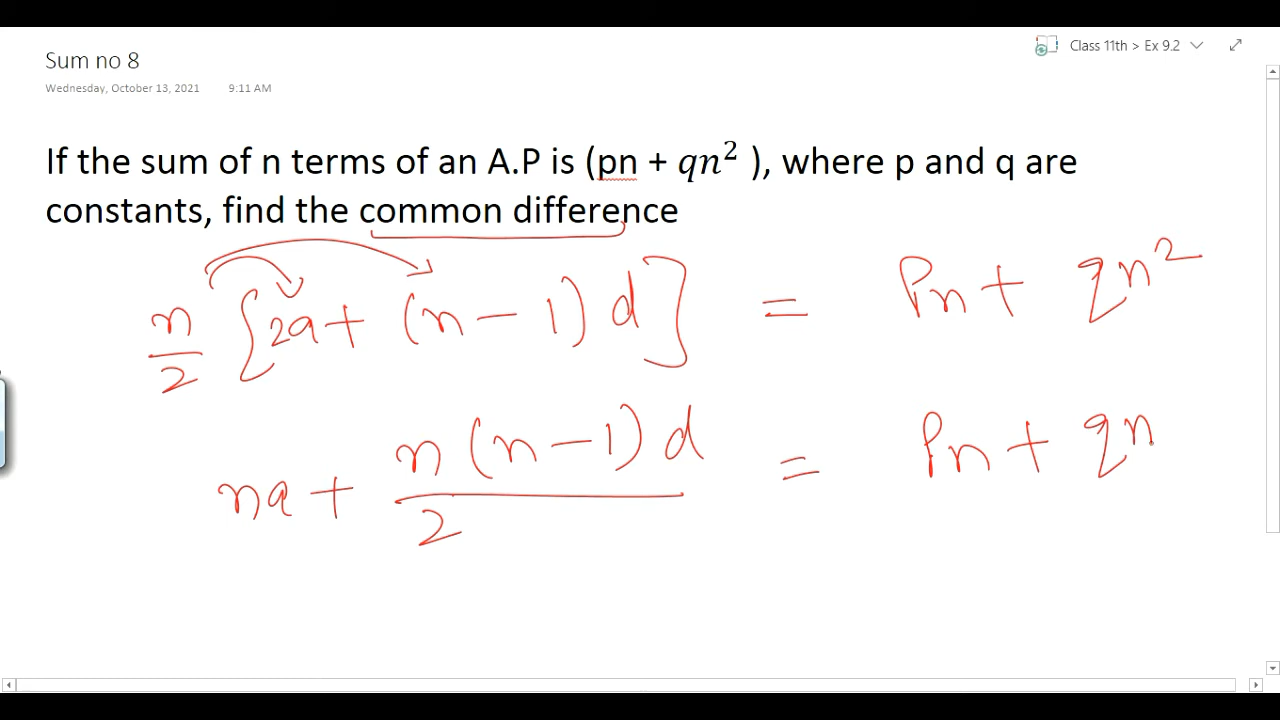 Sum no 8
Class 11th > Ex 9.2
Wednesday, October 13, 2021 9:11 AM
If the sum of n terms of an A.P is (pn + qn² ), where p and q are
constants, find the common difference
n/2 [2a + (n − 1) d] = Pn + qn²
na + n(n − 1) d/2 = Pn + qn